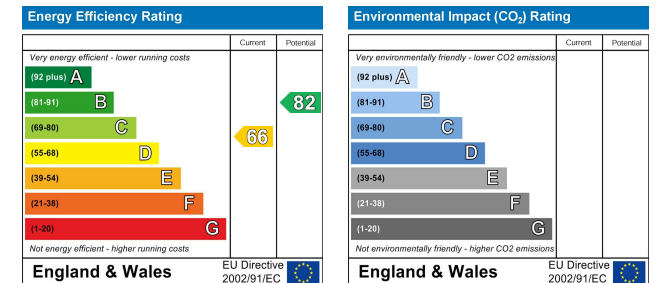 Energy Efficiency Rating
Current Potential
Very energy efficient - lower running costs
(92 plus) A
(81-91) B
82
(69-80) C
66
(55-68) D
(39-54) E
(21-38) F
(1-20) G
Not energy efficient - higher running costs
England & Wales
EU Directive
2002/91/EC
Environmental Impact (CO₂) Rating
Current Potential
Very environmentally friendly - lower CO2 emissions
(92 plus) A
(81-91) B
(69-80) C
(55-68) D
(39-54) E
(21-38) F
(1-20) G
Not environmentally friendly - higher CO2 emissions
England & Wales
EU Directive
2002/91/EC